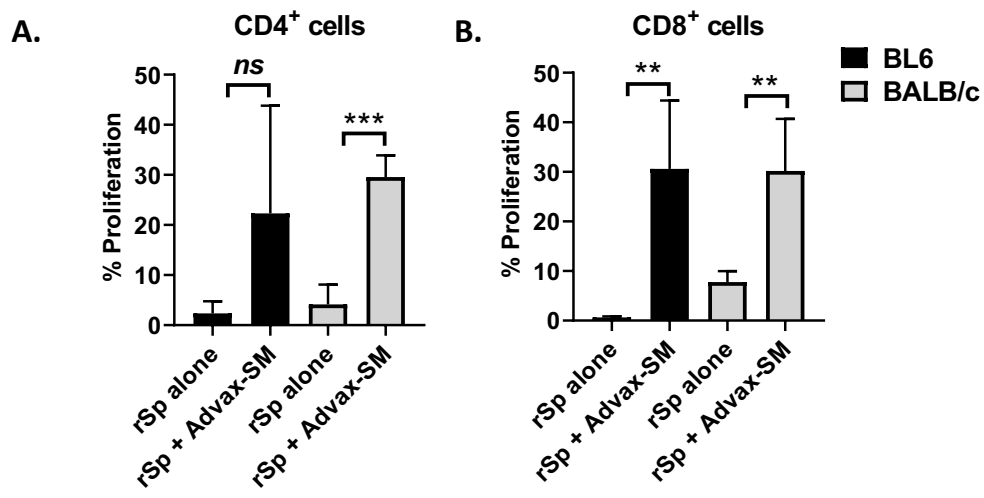 A.
CD4+ cells
% Proliferation
50
40
30
20
10
0
ns
***
rSp alone
rSp + Advax-SM
rSp alone
rSp + Advax-SM
B.
CD8+ cells
% Proliferation
50
40
30
20
10
0
**
**
rSp alone
rSp + Advax-SM
rSp alone
rSp + Advax-SM
BL6
BALB/c